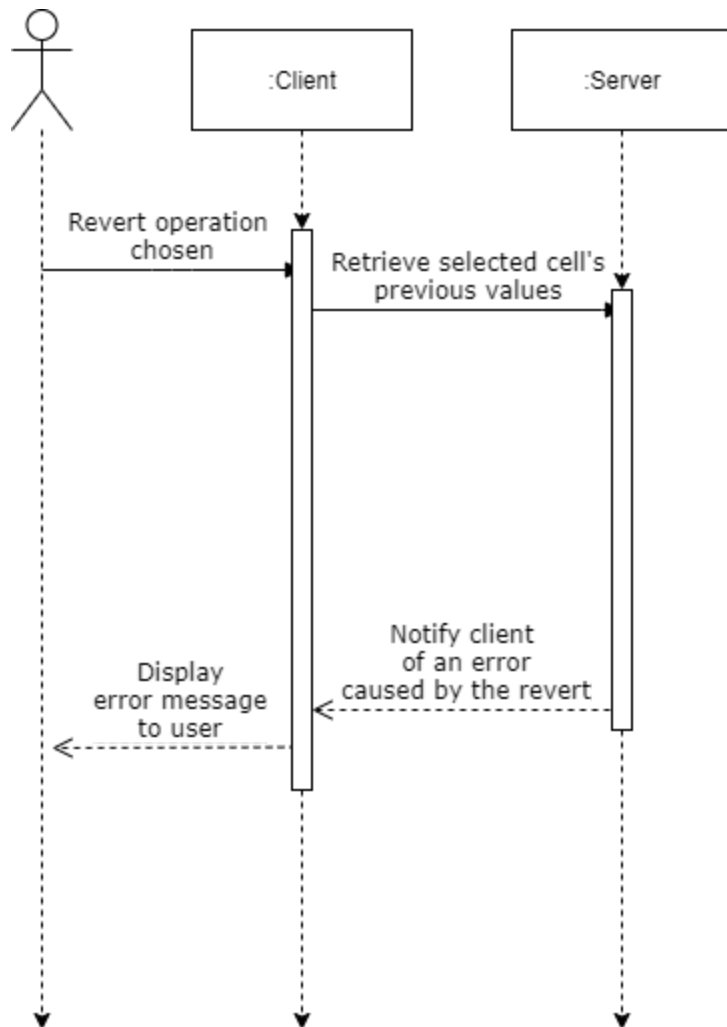 :Client
:Server
Revert operation
chosen
Retrieve selected cell's
previous values
Notify client
of an error
caused by the revert
Display
error message
to user